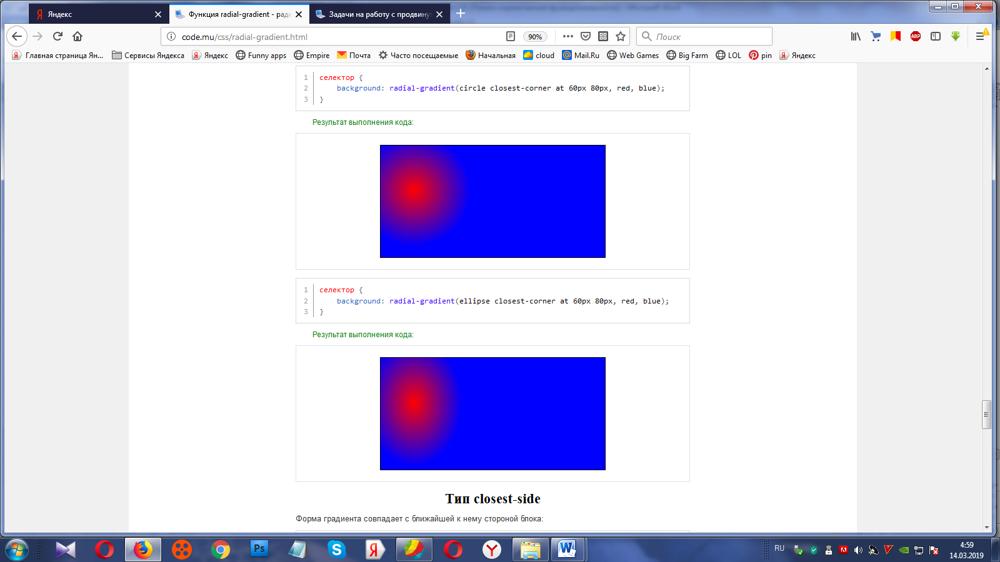 Яндекс
Функция radial-gradient - ради
Задачи на работу с продвинут
code.mu/css/radial-gradient.html
90%
Поиск
Главная страница Ян...
Сервисы Яндекса
Яндекс
Funny apps
Empire
Почта
Часто посещаемые
Начальная
cloud
Mail.Ru
Web Games
Big Farm
LOL
pin
Яндекс
1 селектор {
2 background: radial-gradient(circle closest-corner at 60px 80px, red, blue);
3 }
Результат выполнения кода:
1 селектор {
2 background: radial-gradient(ellipse closest-corner at 60px 80px, red, blue);
3 }
Результат выполнения кода:
Тип closest-side
Форма градиента совпадает с ближайшей к нему стороной блока:
RU
4:59
14.03.2019